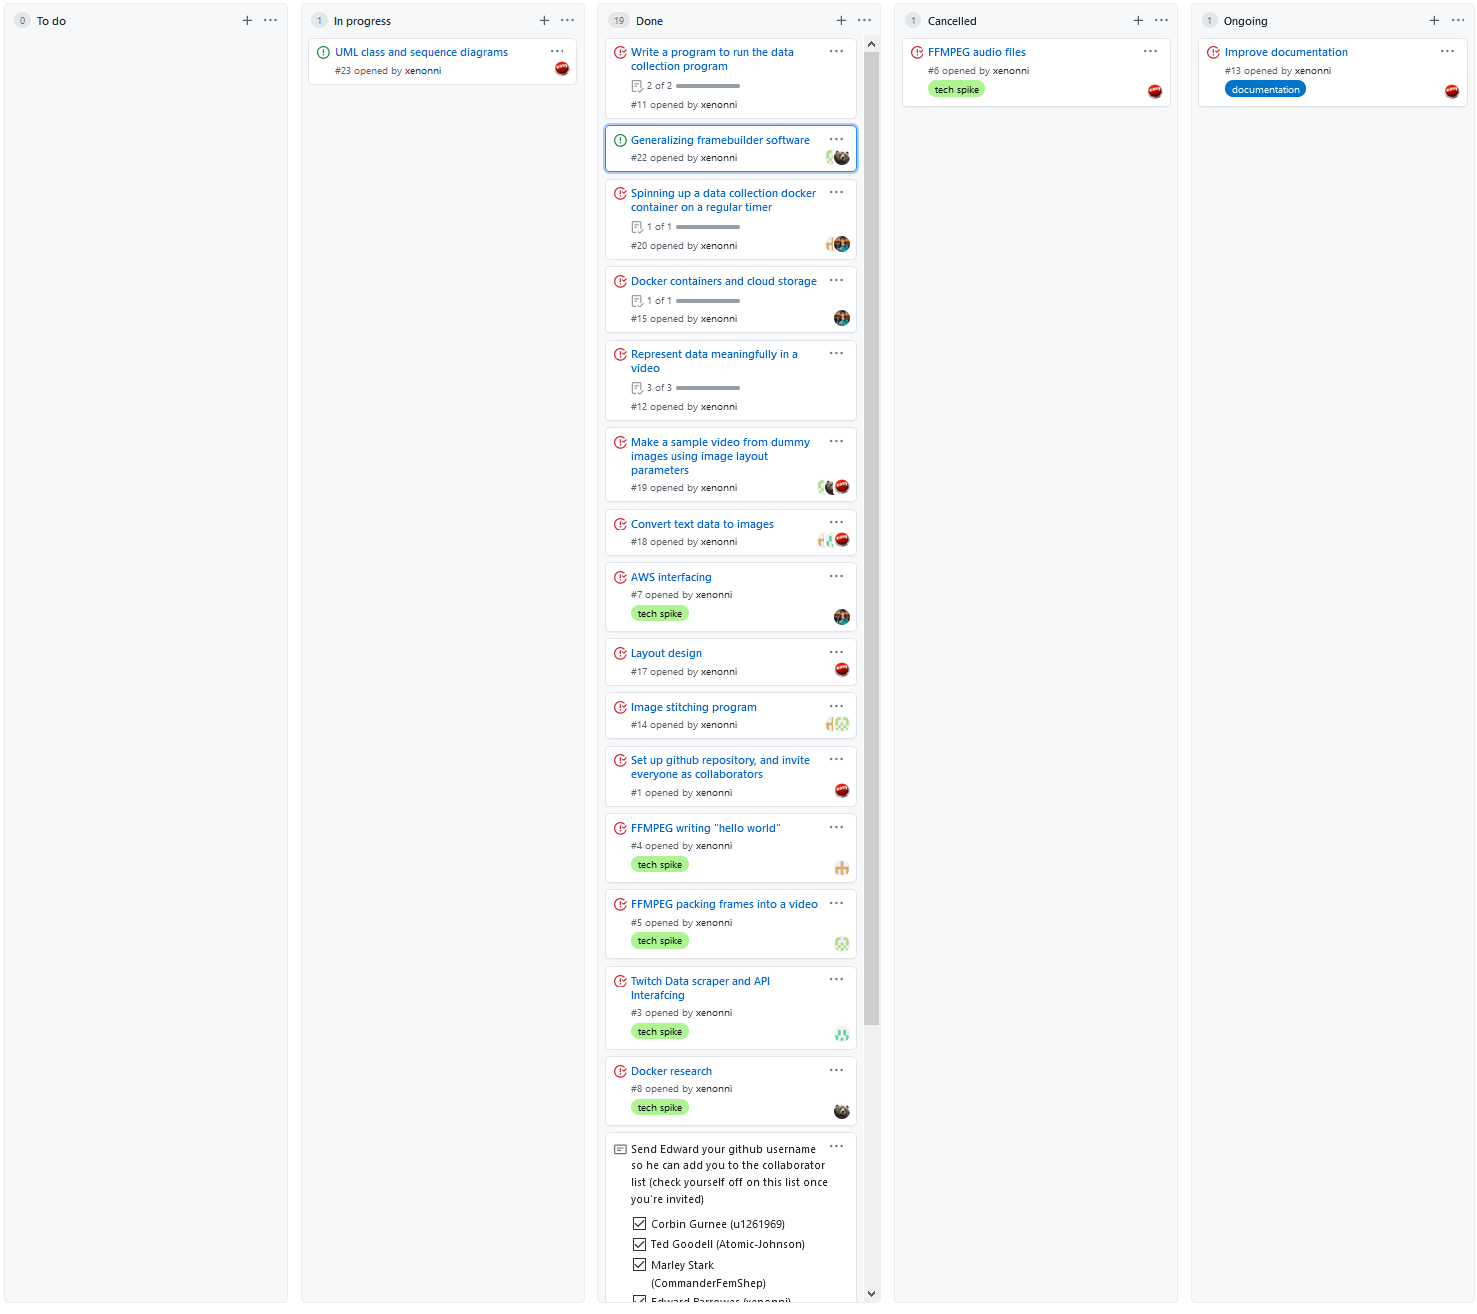 0 To do
1 In progress
UML class and sequence diagrams
#23 opened by xenonni
19 Done
Write a program to run the data
collection program
2 of 2
#11 opened by xenonni
Generalizing framebuilder software
#22 opened by xenonni
Spinning up a data collection docker
container on a regular timer
1 of 1
#20 opened by xenonni
Docker containers and cloud storage
1 of 1
#15 opened by xenonni
Represent data meaningfully in a
video
3 of 3
#12 opened by xenonni
Make a sample video from dummy
images using image layout
parameters
#19 opened by xenonni
Convert text data to images
#18 opened by xenonni
AWS interfacing
#7 opened by xenonni
tech spike
Layout design
#17 opened by xenonni
Image stitching program
#14 opened by xenonni
Set up github repository, and invite
everyone as collaborators
#1 opened by xenonni
FFMPEG writing "hello world"
#4 opened by xenonni
tech spike
FFMPEG packing frames into a video
#5 opened by xenonni
tech spike
Twitch Data scraper and API
Interafcing
#3 opened by xenonni
tech spike
Docker research
#8 opened by xenonni
tech spike
Send Edward your github username
so he can add you to the collaborator
list (check yourself off on this list once
you're invited)
Corbin Gurnee (u1261969)
Ted Goodell (Atomic-Johnson)
Marley Stark
(CommanderFemShep)
Edward Barrowes (xenonni)
1 Cancelled
FFMPEG audio files
#6 opened by xenonni
tech spike
1 Ongoing
Improve documentation
#13 opened by xenonni
documentation